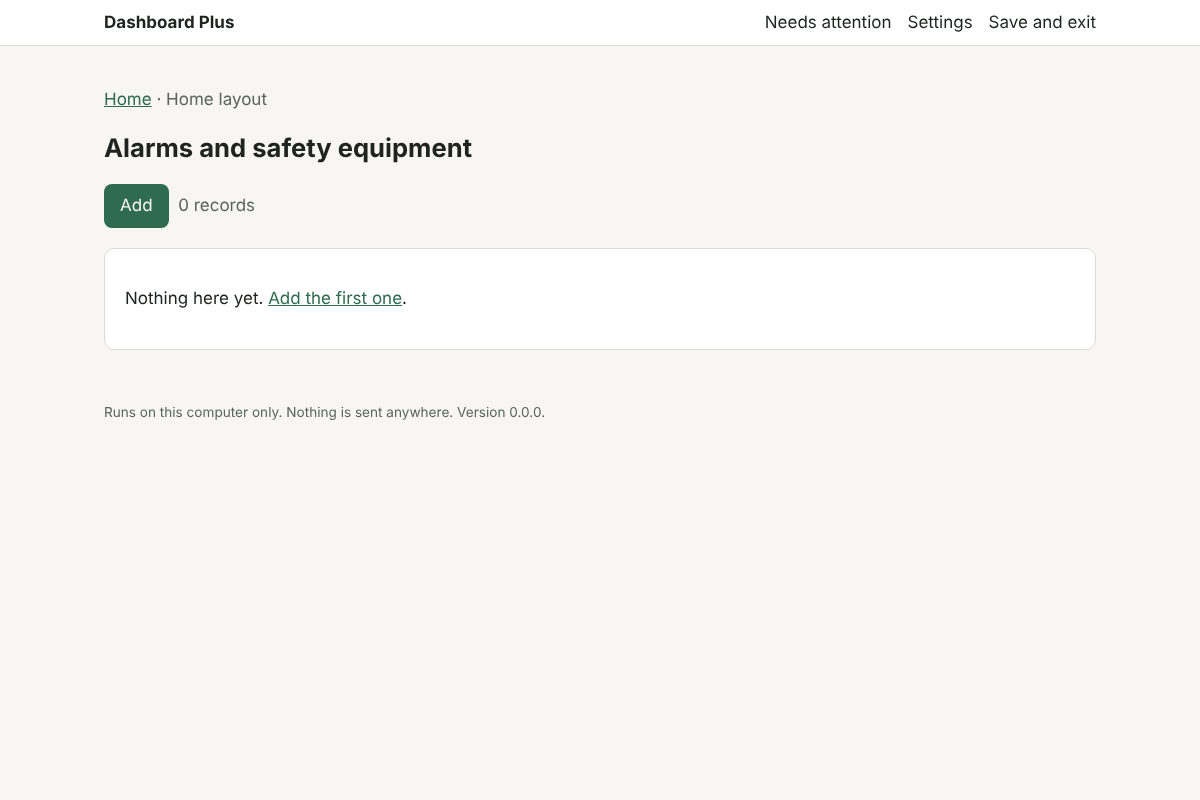 Dashboard Plus
Needs attention Settings Save and exit
Home · Home layout
Alarms and safety equipment
Add 0 records
Nothing here yet. Add the first one.
Runs on this computer only. Nothing is sent anywhere. Version 0.0.0.